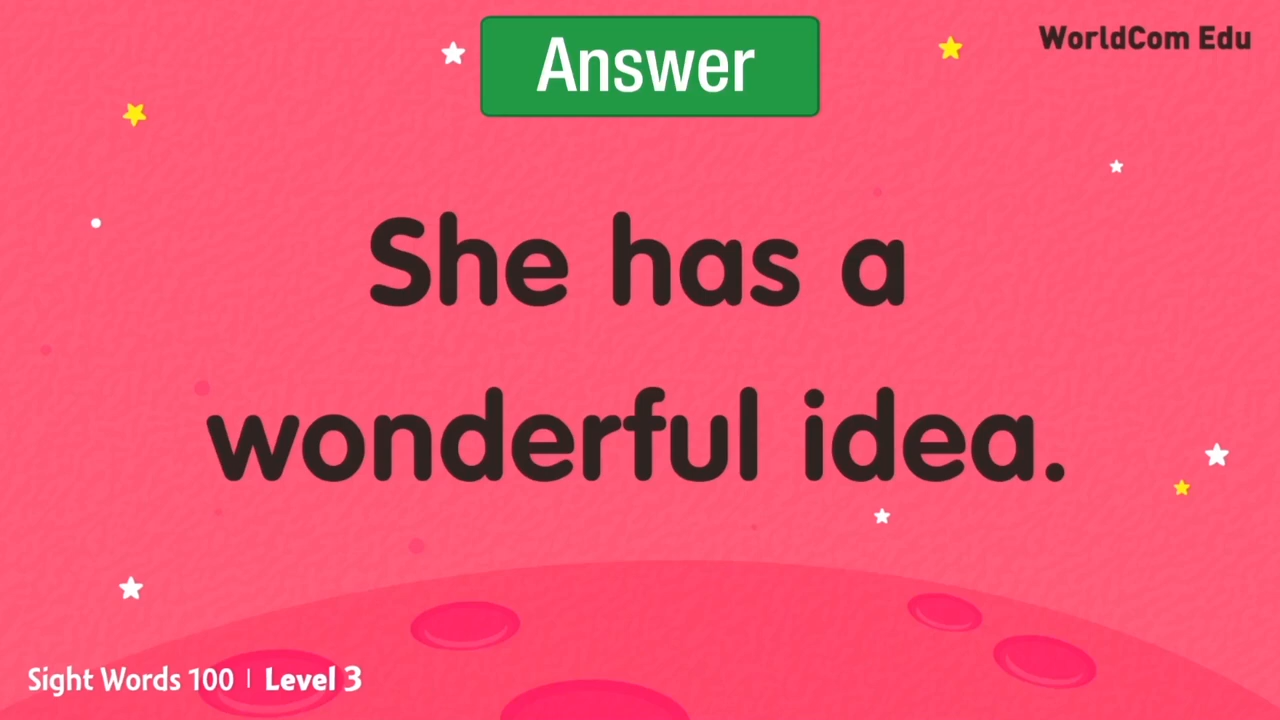 Answer
WorldCom Edu
She has a
wonderful idea.
Sight Words 100 | Level 3